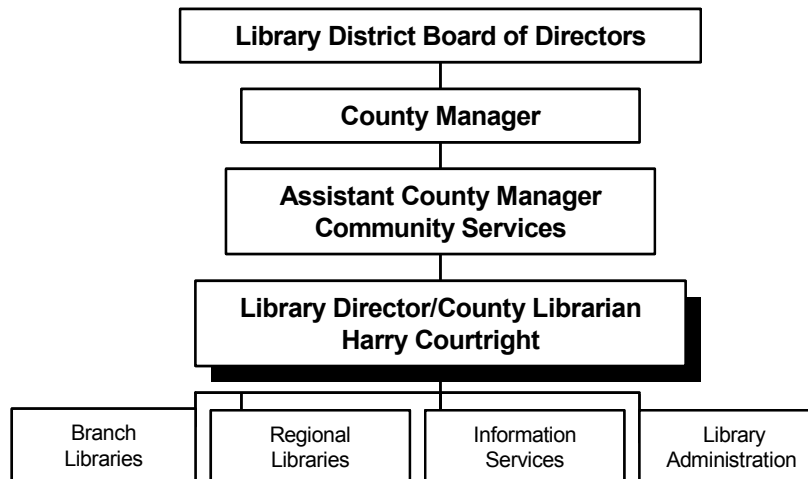 Library District Board of Directors
County Manager
Assistant County Manager
Community Services
Library Director/County Librarian
Harry Courtright
Branch
Libraries
Regional
Libraries
Information
Services
Library
Administration